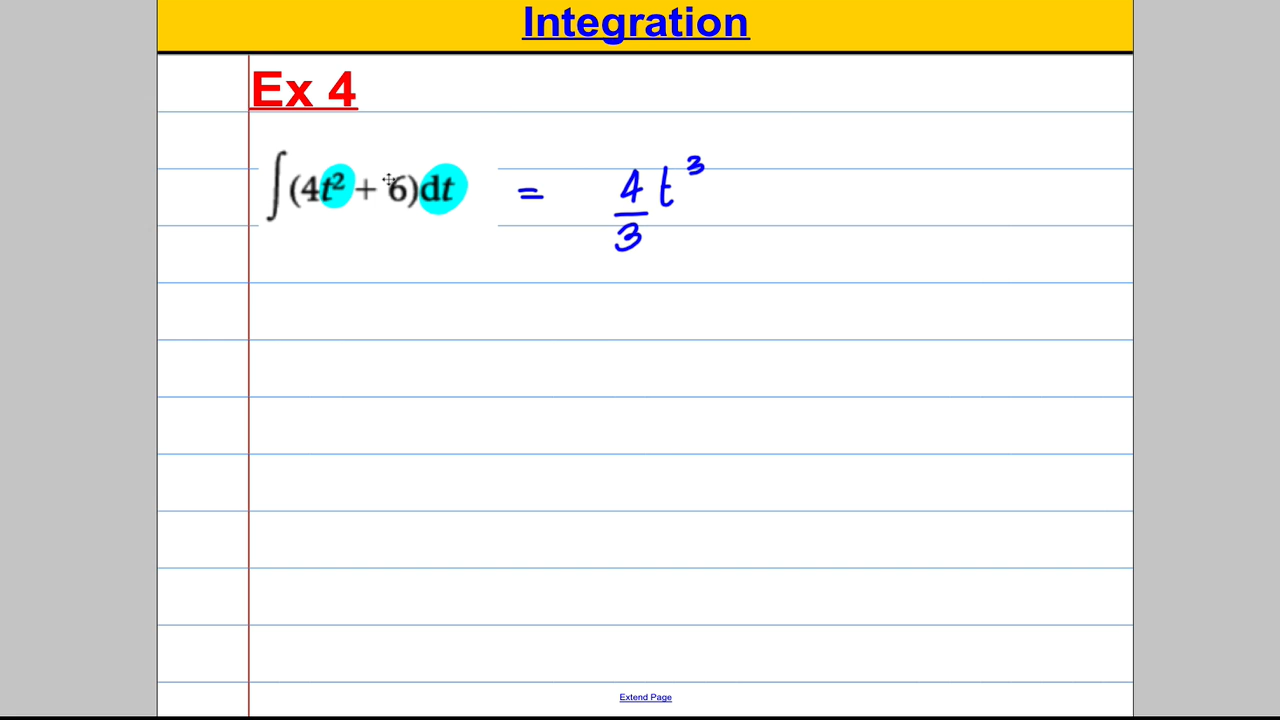 Integration
Ex 4
∫(4t² + 6)dt = 4/3 t³
Extend Page